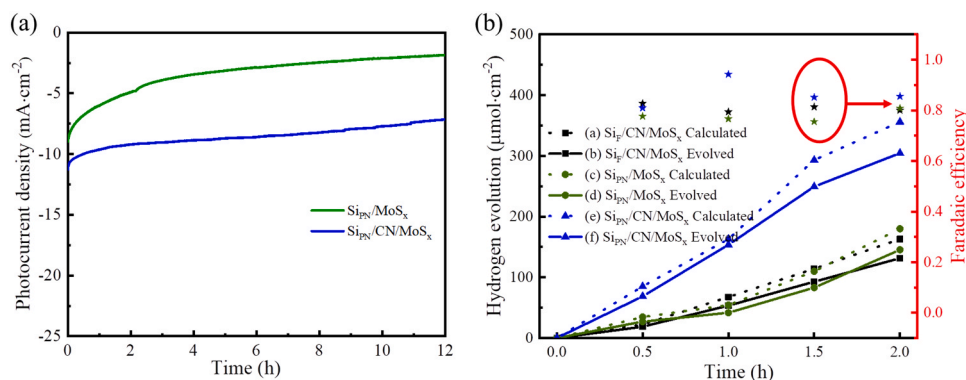 (a)
0
-5
-10
-15
-20
-25
Photocurrent density (mA·cm⁻²)
Si_PN/MoS_x
Si_PN/CN/MoS_x
0 2 4 6 8 10 12
Time (h)
(b)
500
400
350
300
250
200
150
100
50
0
Hydrogen evolution (μmol·cm⁻²)
(a) Si_F/CN/MoS_x Calculated
(b) Si_F/CN/MoS_x Evolved
(c) Si_PN/MoS_x Calculated
(d) Si_PN/MoS_x Evolved
(e) Si_PN/CN/MoS_x Calculated
(f) Si_PN/CN/MoS_x Evolved
1.0
0.8
0.6
0.4
0.2
0.0
Faradaic efficiency
0.0 0.5 1.0 1.5 2.0
Time (h)